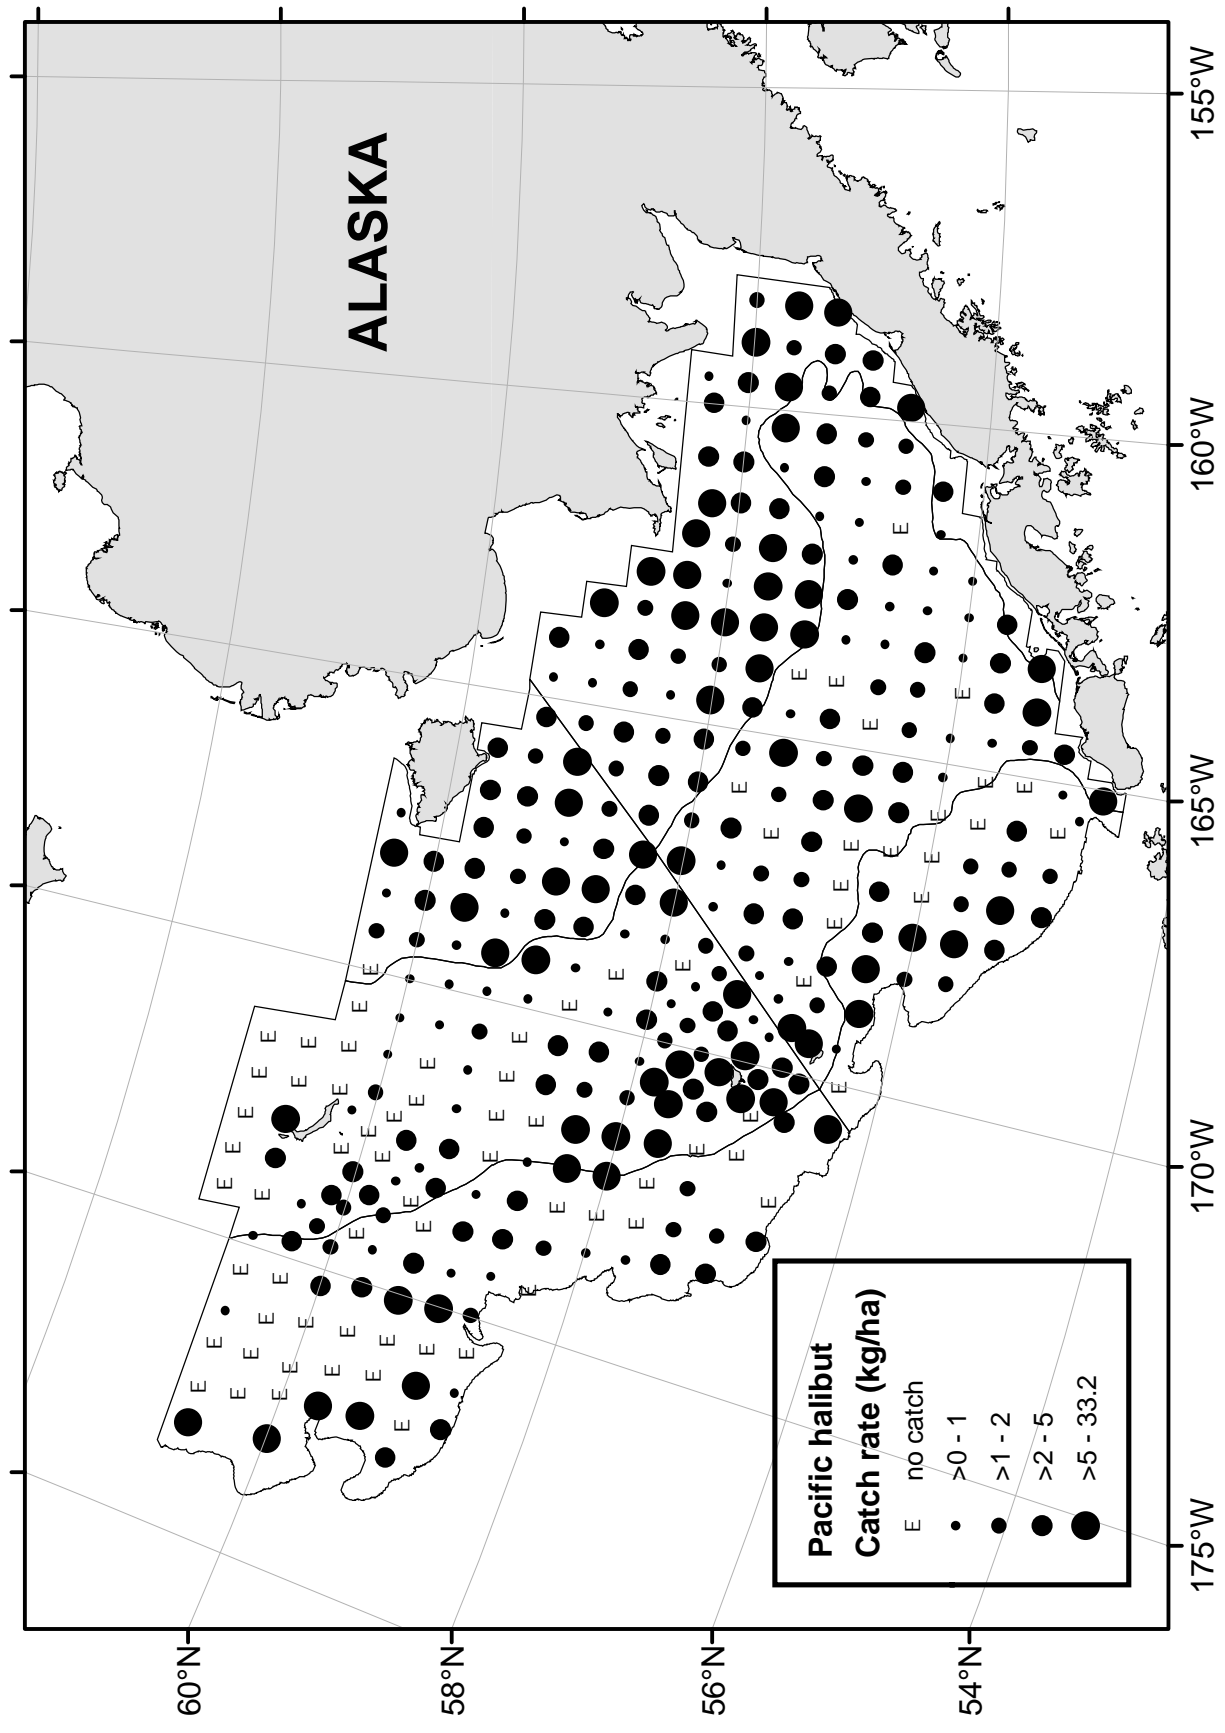 ALASKA
Pacific halibut
Catch rate (kg/ha)
E no catch
>0 - 1
>1 - 2
>2 - 5
>5 - 33.2
60°N
58°N
56°N
54°N
175°W
170°W
165°W
160°W
155°W